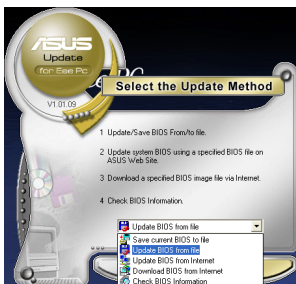 ASUS
Update
for Eee Pc
PC
V1.01.09
Select the Update Method
1 Update/Save BIOS From/to file.
2 Update system BIOS using a specified BIOS file on
ASUS Web Site.
3 Download a specified BIOS image file via Internet.
4 Check BIOS Information.
Update BIOS from file
Save current BIOS to file
Update BIOS from file
Update BIOS from Internet
Download BIOS from Internet
Check BIOS Information